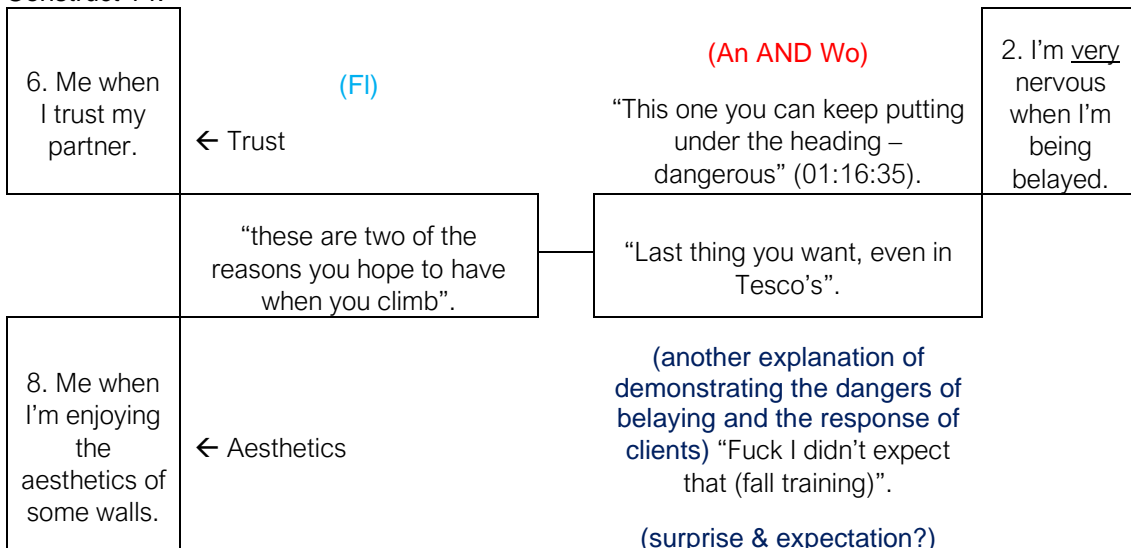 6. Me when
I trust my
partner.
(Fl)
← Trust
(An AND Wo)
“This one you can keep putting
under the heading –
dangerous” (01:16:35).
2. I’m very
nervous
when I’m
being
belayed.
“these are two of the
reasons you hope to have
when you climb”.
“Last thing you want, even in
Tesco’s”.
8. Me when
I’m enjoying
the
aesthetics of
some walls.
← Aesthetics
(another explanation of
demonstrating the dangers of
belaying and the response of
clients) “Fuck I didn’t expect
that (fall training)”.
(surprise & expectation?)